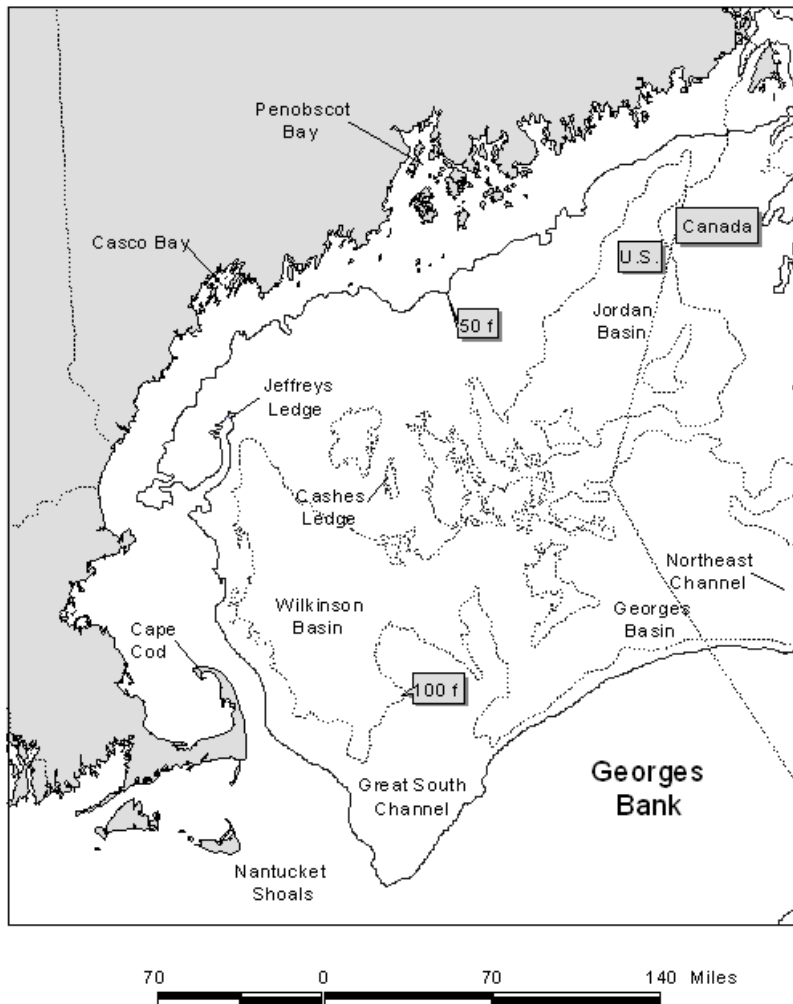 Penobscot
Bay
Canada
Casco Bay
U.S.
50 f
Jordan
Basin
Jeffreys
Ledge
Cashes
Ledge
Northeast
Channel
Wilkinson
Basin
Georges
Basin
Cape
Cod
100 f
Georges
Bank
Great South
Channel
Nantucket
Shoals
70 0 70 140 Miles